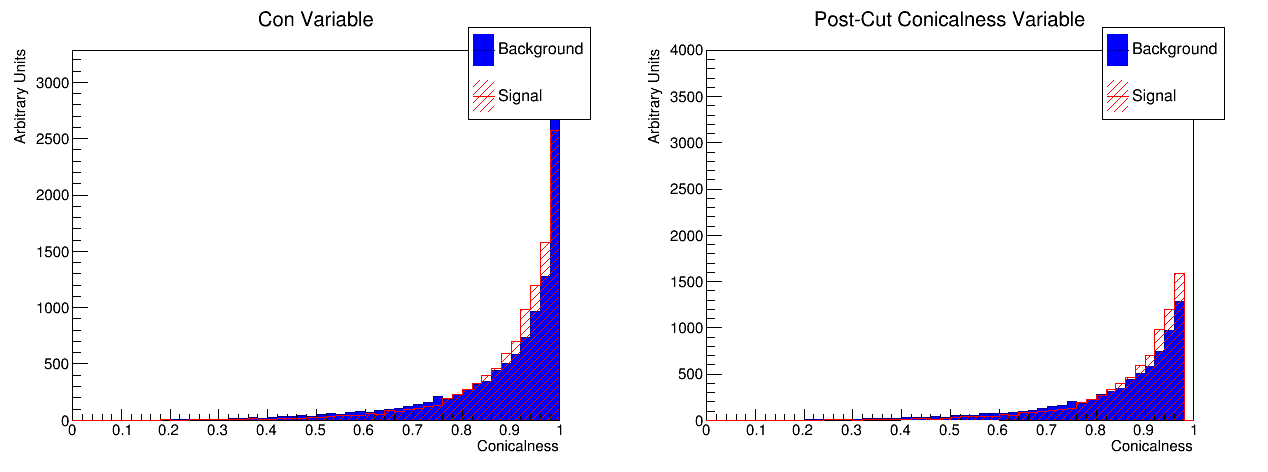 Con Variable
Background
Signal
Arbitrary Units
3000
2500
2000
1500
1000
500
0
0 0.1 0.2 0.3 0.4 0.5 0.6 0.7 0.8 0.9 1
Conicalness
Post-Cut Conicalness Variable
Background
Signal
Arbitrary Units
4000
3500
3000
2500
2000
1500
1000
500
0
0 0.1 0.2 0.3 0.4 0.5 0.6 0.7 0.8 0.9 1
Conicalness